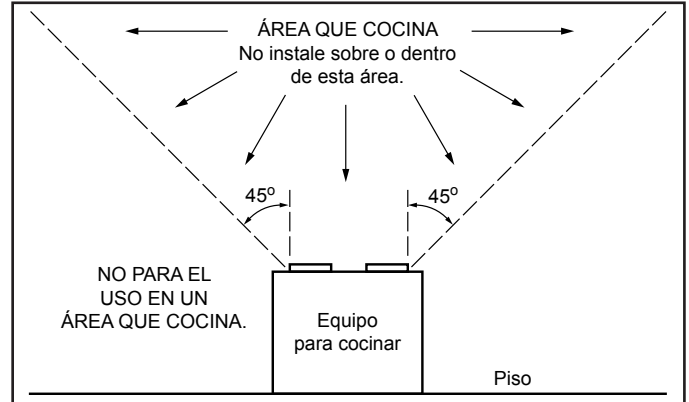 ÁREA QUE COCINA
No instale sobre o dentro
de esta área.
45º
45º
NO PARA EL
USO EN UN
ÁREA QUE COCINA.
Equipo
para cocinar
Piso